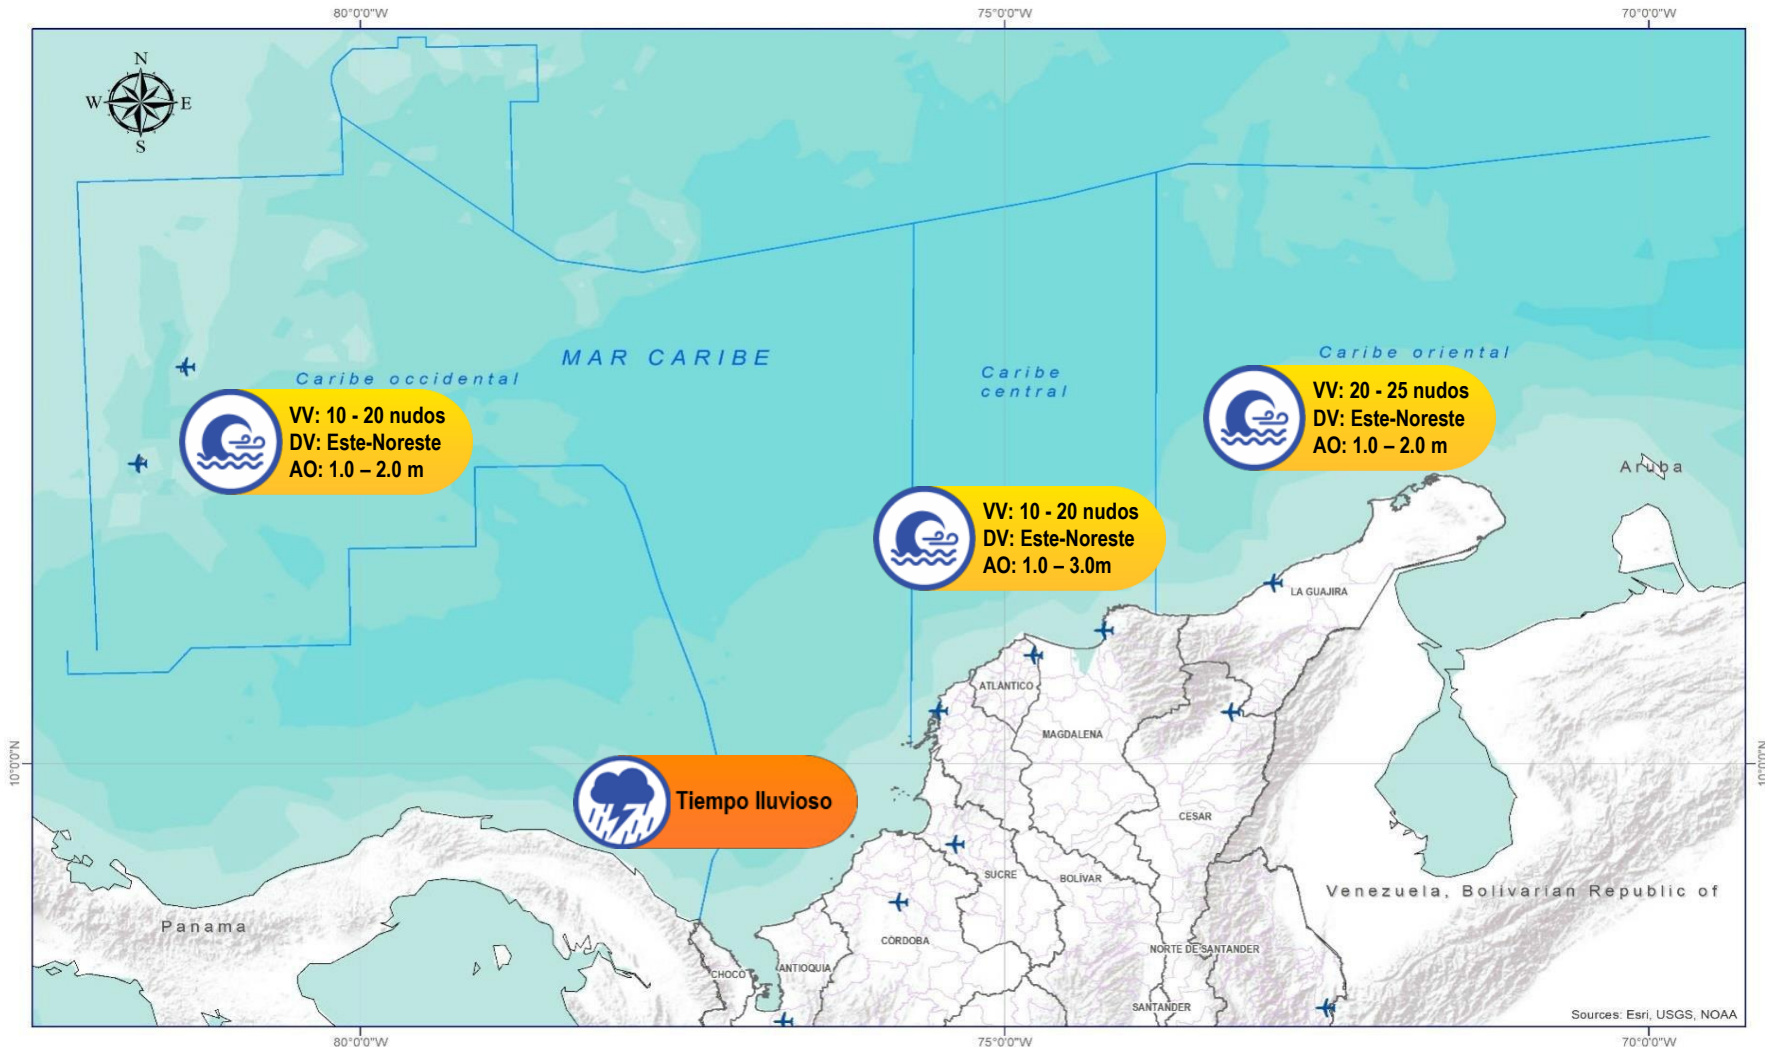 80°0'0"W
75°0'0"W
70°0'0"W
N
W
E
S
MAR CARIBE
Caribe occidental
Caribe
central
Caribe oriental
VV: 10 - 20 nudos
DV: Este-Noreste
AO: 1.0 – 2.0 m
VV: 20 - 25 nudos
DV: Este-Noreste
AO: 1.0 – 2.0 m
Aruba
VV: 10 - 20 nudos
DV: Este-Noreste
AO: 1.0 – 3.0m
LA GUAJIRA
ATLANTICO
MAGDALENA
10°0'0"N
10°0'0"N
Tiempo lluvioso
CESAR
SUCRE
BOLÍVAR
Venezuela, Bolivarian Republic of
Panama
CÓRDOBA
NORTE DE SANTANDER
CHOCO
ANTIOQUIA
SANTANDER
Sources: Esri, USGS, NOAA
80°0'0"W
75°0'0"W
70°0'0"W